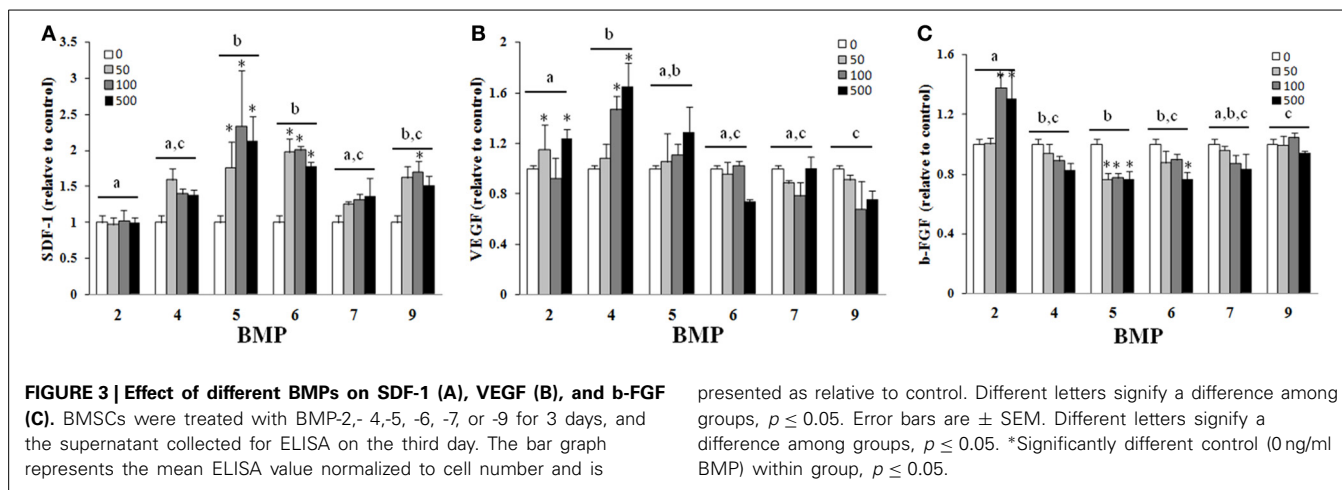 A
SDF-1 (relative to control)
3.5
3
2.5
2
1.5
1
0.5
0
0
50
100
500
a
a,c
b
* * *
b
* * *
a,c
b,c
*
2 4 5 6 7 9
BMP
B
VEGF (relative to control)
2
1.6
1.2
0.8
0.4
0
0
50
100
500
a
* *
b
* *
a,b
a,c
a,c
c
2 4 5 6 7 9
BMP
C
b-FGF (relatve to control)
1.6
1.2
0.8
0.4
0
0
50
100
500
a
* *
b,c
b
* * *
b,c
*
a,b,c
c
2 4 5 6 7 9
BMP
FIGURE 3 | Effect of different BMPs on SDF-1 (A), VEGF (B), and b-FGF
(C). BMSCs were treated with BMP-2,- 4,-5, -6, -7, or -9 for 3 days, and
the supernatant collected for ELISA on the third day. The bar graph
represents the mean ELISA value normalized to cell number and is
presented as relative to control. Different letters signify a difference among
groups, p ≤ 0.05. Error bars are ± SEM. Different letters signify a
difference among groups, p ≤ 0.05. *Significantly different control (0 ng/ml
BMP) within group, p ≤ 0.05.